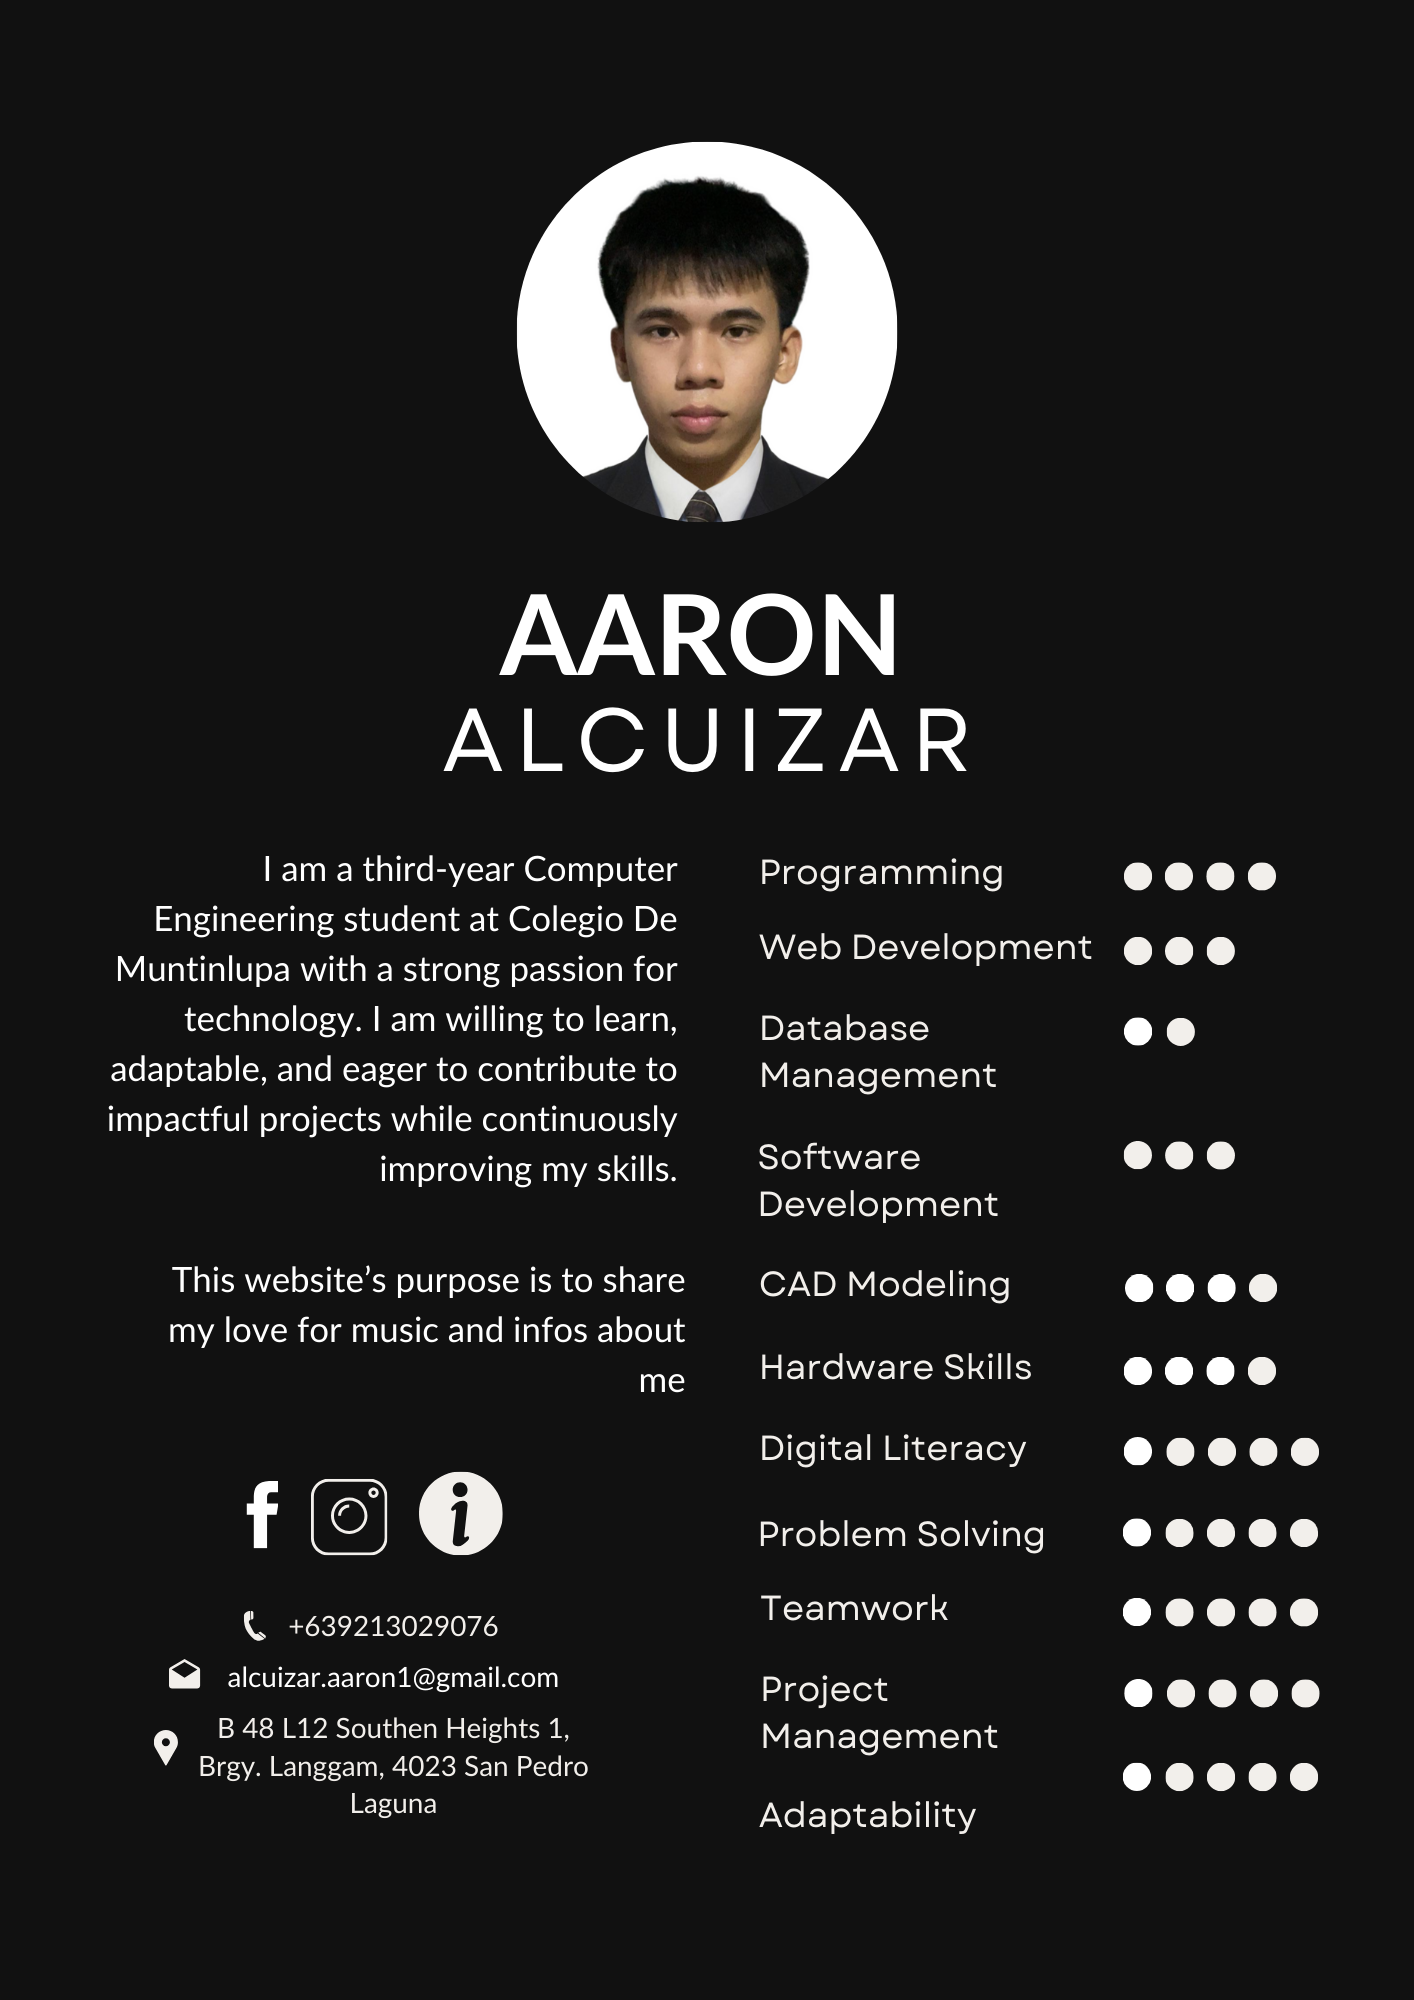 AARON
ALCUIZAR
I am a third-year Computer
Engineering student at Colegio De
Muntinlupa with a strong passion for
technology. I am willing to learn,
adaptable, and eager to contribute to
impactful projects while continuously
improving my skills.
This website’s purpose is to share
my love for music and infos about
me
f
i
+639213029076
alcuizar.aaron1@gmail.com
B 48 L12 Southen Heights 1,
Brgy. Langgam, 4023 San Pedro
Laguna
Programming
Web Development
Database
Management
Software
Development
CAD Modeling
Hardware Skills
Digital Literacy
Problem Solving
Teamwork
Project
Management
Adaptability